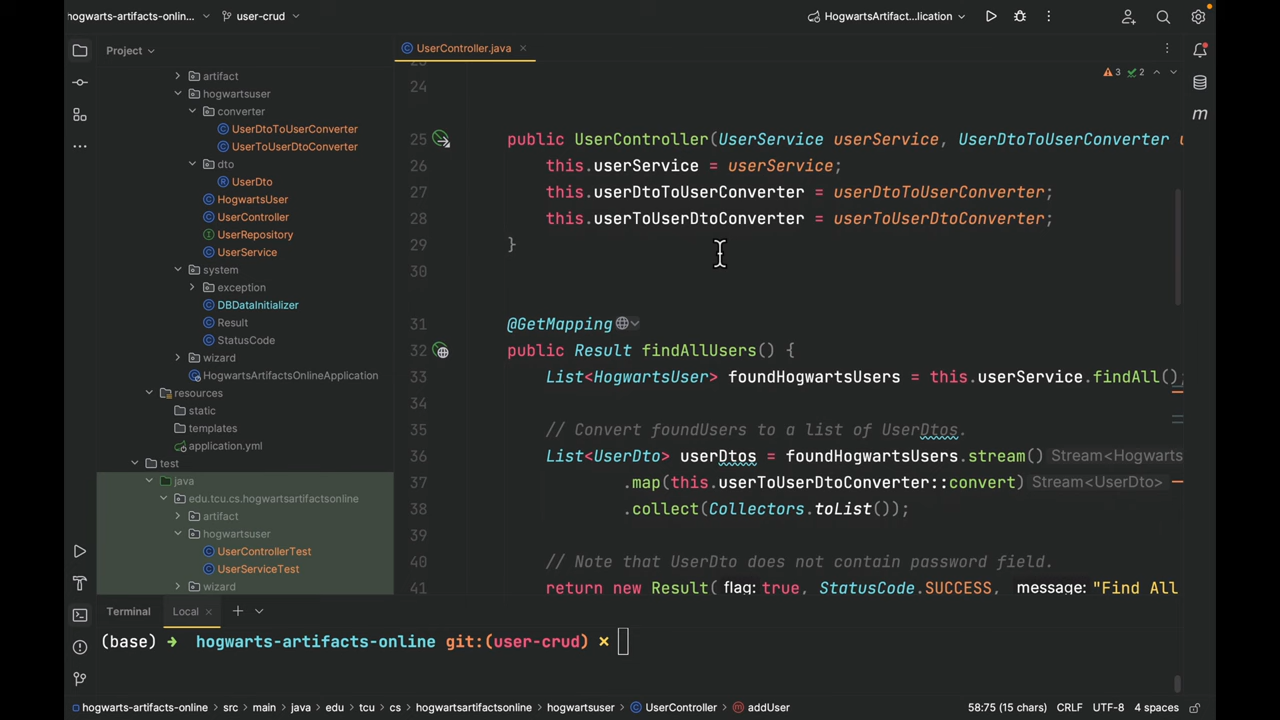 hogwarts-artifacts-online...
user-crud
HogwartsArtifact...lication
Project
UserController.java
artifact
hogwartsuser
converter
UserDtoToUserConverter
UserToUserDtoConverter
dto
UserDto
HogwartsUser
UserController
UserRepository
UserService
system
exception
DBDataInitializer
Result
StatusCode
wizard
HogwartsArtifactsOnlineApplication
resources
static
templates
application.yml
test
java
edu.tcu.cs.hogwartsartifactsonline
artifact
hogwartsuser
UserControllerTest
UserServiceTest
wizard
3 2
24
25 public UserController(UserService userService, UserDtoToUserConverter u
26 this.userService = userService;
27 this.userDtoToUserConverter = userDtoToUserConverter;
28 this.userToUserDtoConverter = userToUserDtoConverter;
29 }
30
31 @GetMapping
32 public Result findAllUsers() {
33 List<HogwartsUser> foundHogwartsUsers = this.userService.findAll();
34
35 // Convert foundUsers to a list of UserDtos.
36 List<UserDto> userDtos = foundHogwartsUsers.stream() Stream<Hogwarts
37 .map(this.userToUserDtoConverter::convert) Stream<UserDto>
38 .collect(Collectors.toList());
39
40 // Note that UserDto does not contain password field.
41 return new Result( flag: true, StatusCode.SUCCESS, message: "Find All
Terminal Local
(base) ➜ hogwarts-artifacts-online git:(user-crud) ×
hogwarts-artifacts-online > src > main > java > edu > tcu > cs > hogwartsartifactsonline > hogwartsuser > UserController > addUser 58:75 (15 chars) CRLF UTF-8 4 spaces